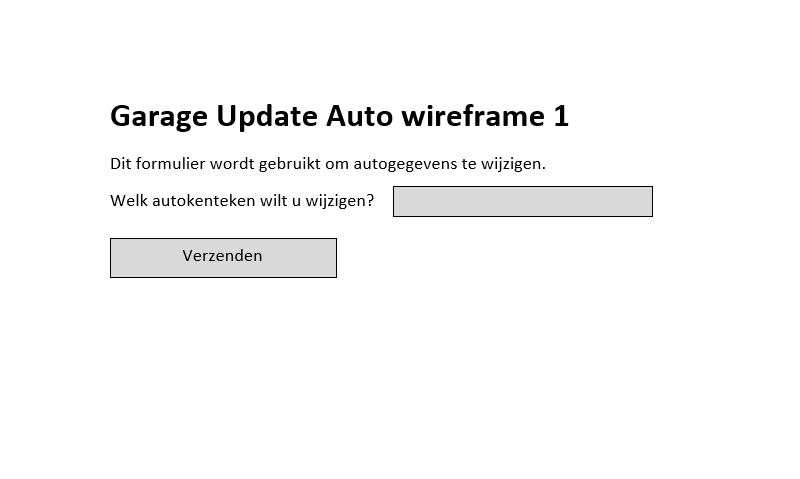 Garage Update Auto wireframe 1
Dit formulier wordt gebruikt om autogegevens te wijzigen.
Welk autokenteken wilt u wijzigen?
Verzenden